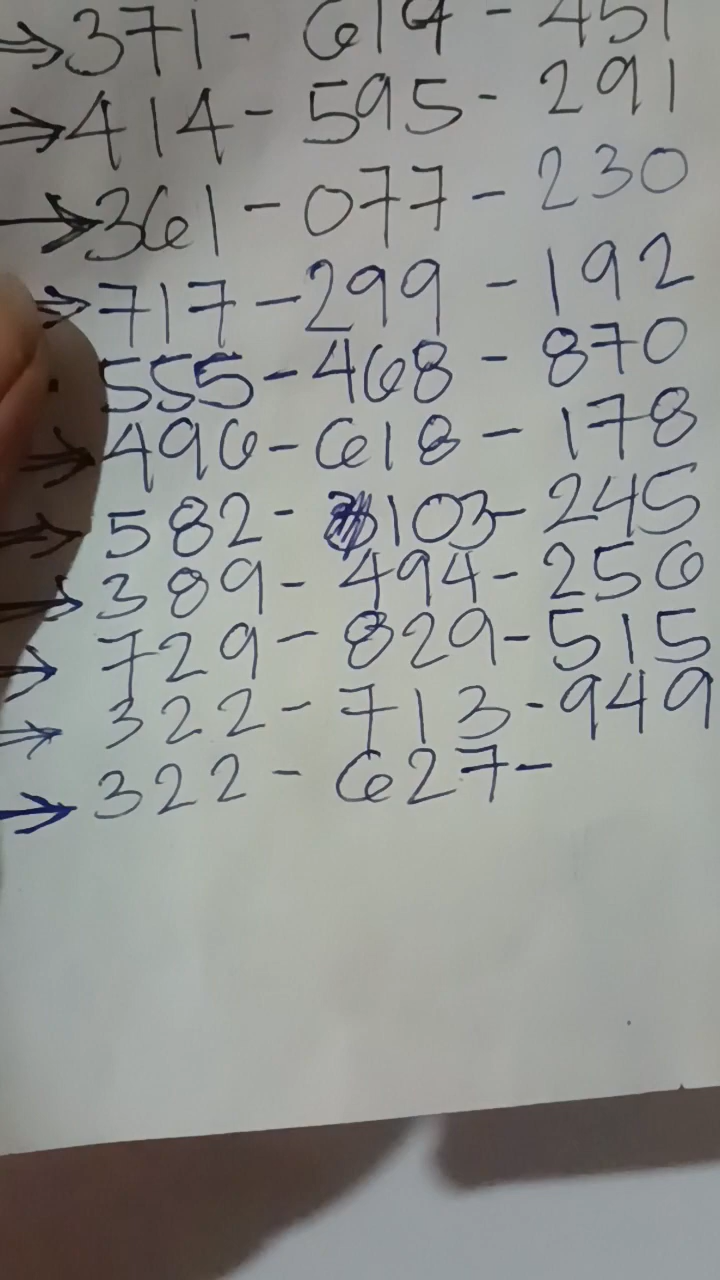 ⇒371 - 614 - 451
⇒414 - 595 - 291
→361 - 077 - 230
⇒717 - 299 - 192
555 - 468 - 870
→496 - 618 - 178
⇒582 - 103 - 245
→389 - 494 - 256
⇒729 - 829 - 515
⇒322 - 713 - 949
→322 - 627 -